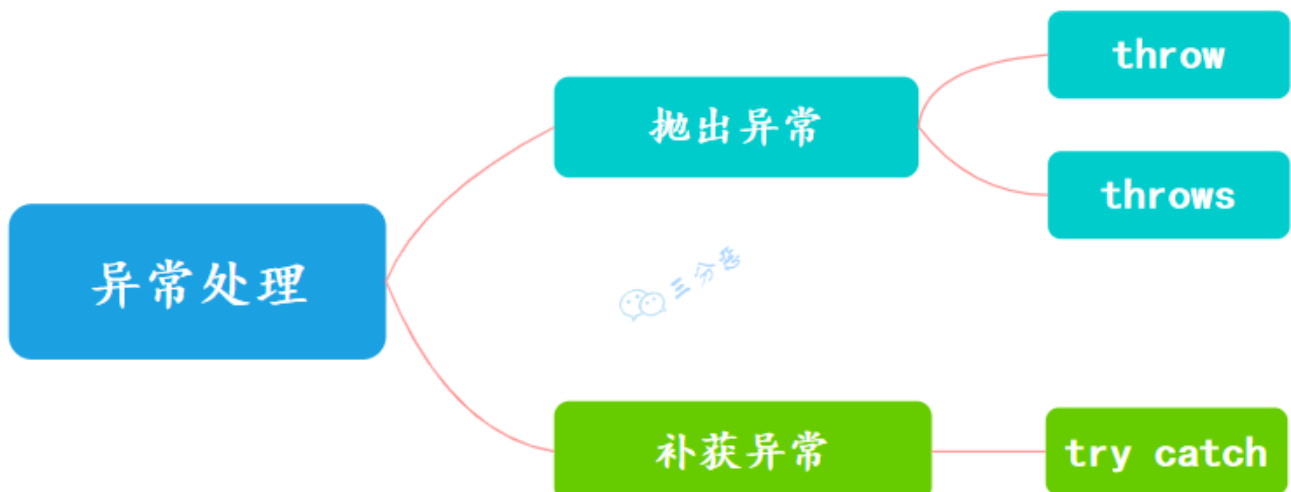 throw
抛出异常
throws
异常处理
三分恶
补获异常
try catch